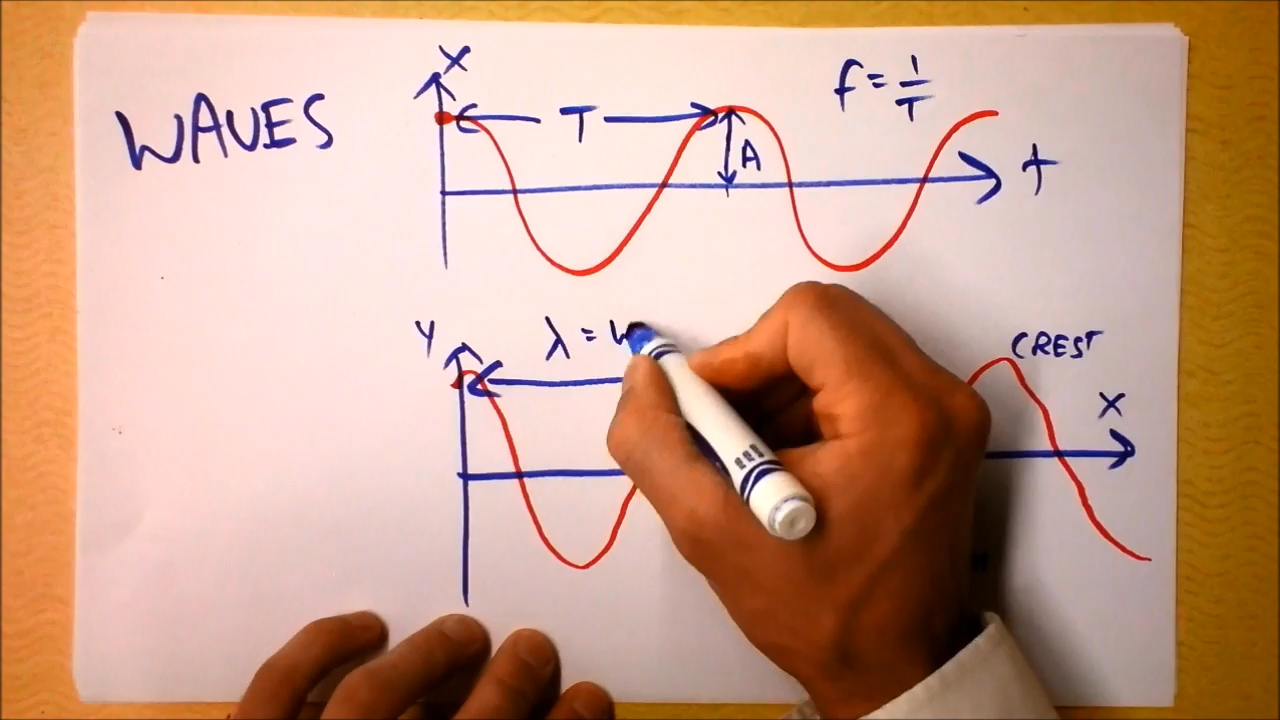 WAVES
X
T
A
f = 1/T
t
Y
λ =
CREST
X